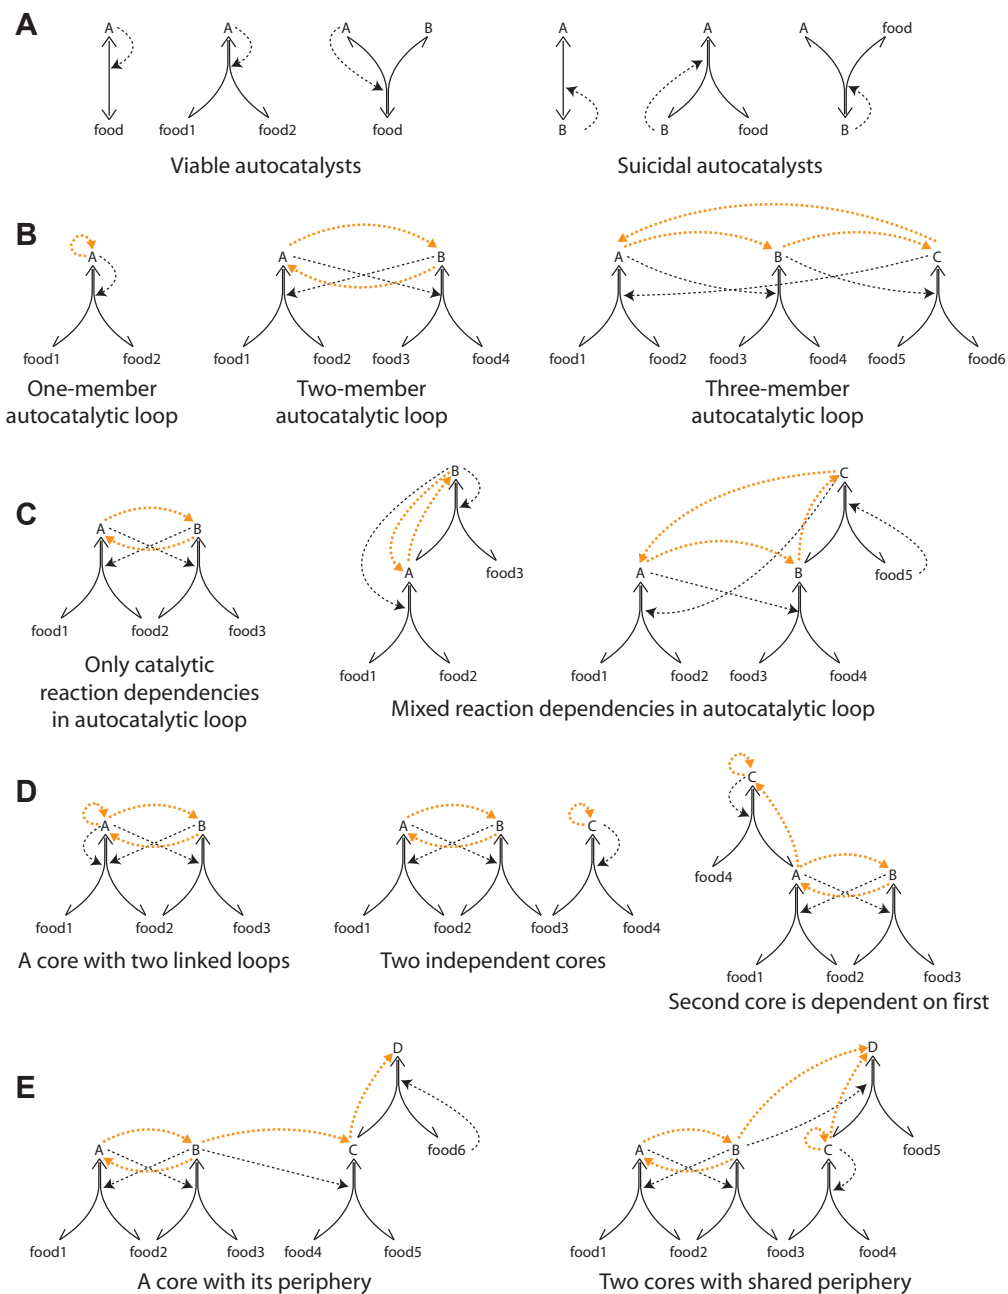 A
A A A B A A A food
food food1 food2 food B B food B
Viable autocatalysts Suicidal autocatalysts
B
A A B A B C
food1 food2 food1 food2 food3 food4 food1 food2 food3 food4 food5 food6
One-member
autocatalytic loop
Two-member
autocatalytic loop
Three-member
autocatalytic loop
C
A B
food1 food2 food3
Only catalytic
reaction dependencies
in autocatalytic loop
B
A food3
food1 food2
C
A B food5
food1 food2 food3 food4
Mixed reaction dependencies in autocatalytic loop
D
A B
food1 food2 food3
A core with two linked loops
A B C
food1 food2 food3 food4
Two independent cores
C
food4 A B
food1 food2 food3
Second core is dependent on first
E
D
A B C food6
food1 food2 food3 food4 food5
A core with its periphery
D
A B C food5
food1 food2 food3 food4
Two cores with shared periphery